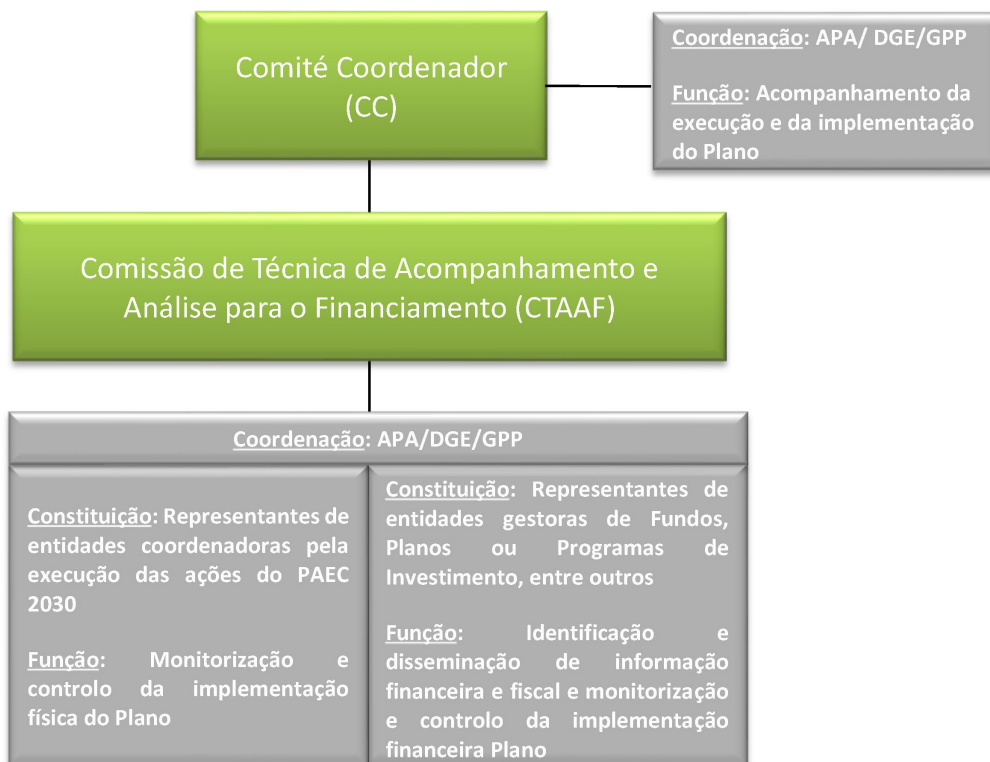 Comité Coordenador
(CC)
Coordenação: APA/ DGE/GPP
Função: Acompanhamento da
execução e da implementação
do Plano
Comissão de Técnica de Acompanhamento e
Análise para o Financiamento (CTAAF)
Coordenação: APA/DGE/GPP
Constituição: Representantes de
entidades coordenadoras pela
execução das ações do PAEC
2030
Função: Monitorização e
controlo da implementação
física do Plano
Constituição: Representantes de
entidades gestoras de Fundos,
Planos ou Programas de
Investimento, entre outros
Função: Identificação e
disseminação de informação
financeira e fiscal e monitorização
e controlo da implementação
financeira Plano